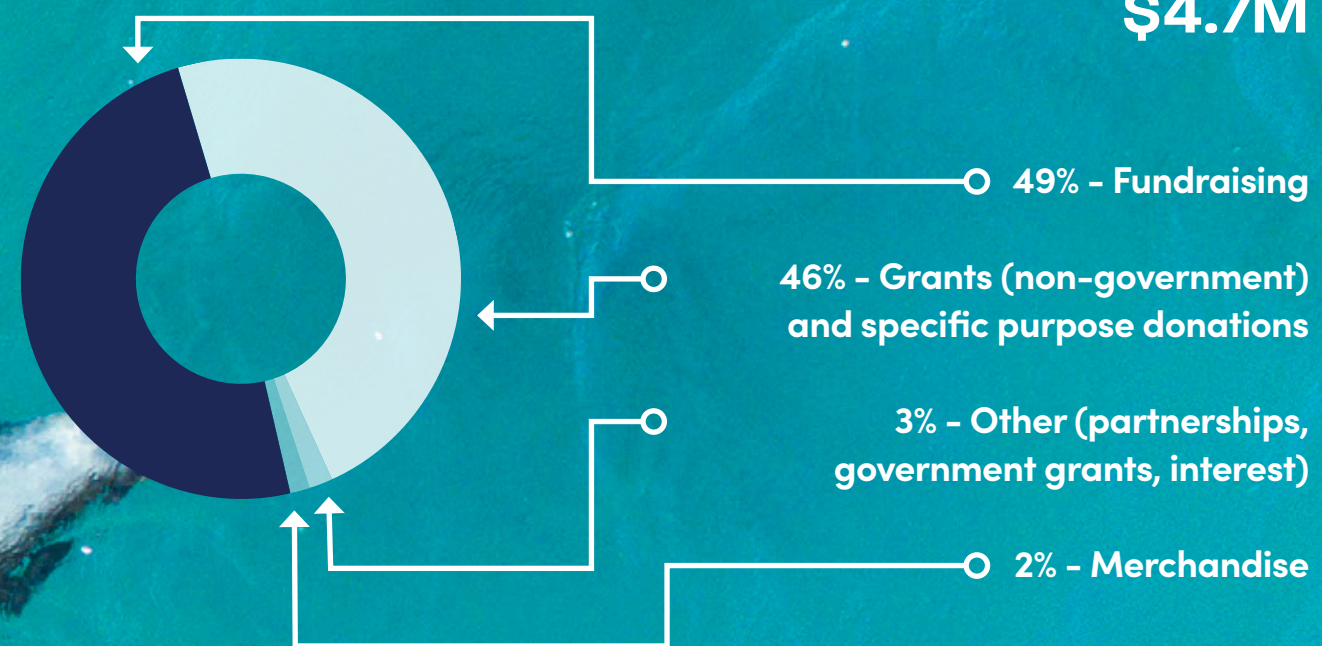 $4.7M
49% - Fundraising
46% - Grants (non-government)
and specific purpose donations
3% - Other (partnerships,
government grants, interest)
2% - Merchandise